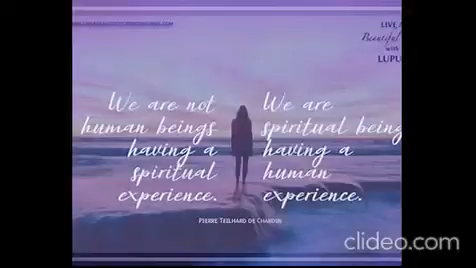 LIVE A
Beautiful
with
LUPU
We are not
human beings
having a
spiritual
experience.
We are
spiritual being
having a
human
experience.
Pierre Teilhard de Chardin
clideo.com